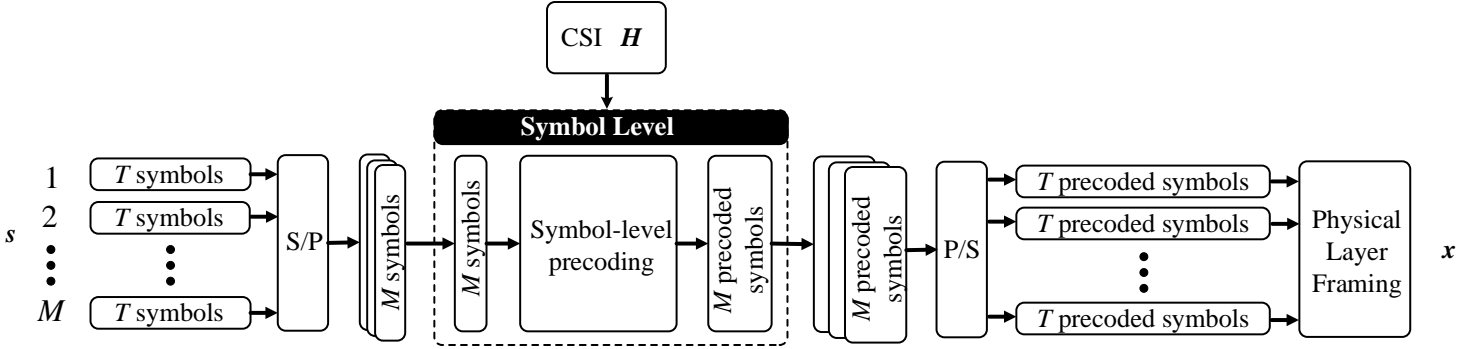 CSI H
Symbol Level
s
1
T symbols
2
T symbols
M
T symbols
S/P
M symbols
M symbols
Symbol-level
precoding
M precoded
symbols
M precoded
symbols
P/S
T precoded symbols
T precoded symbols
T precoded symbols
Physical
Layer
Framing
x